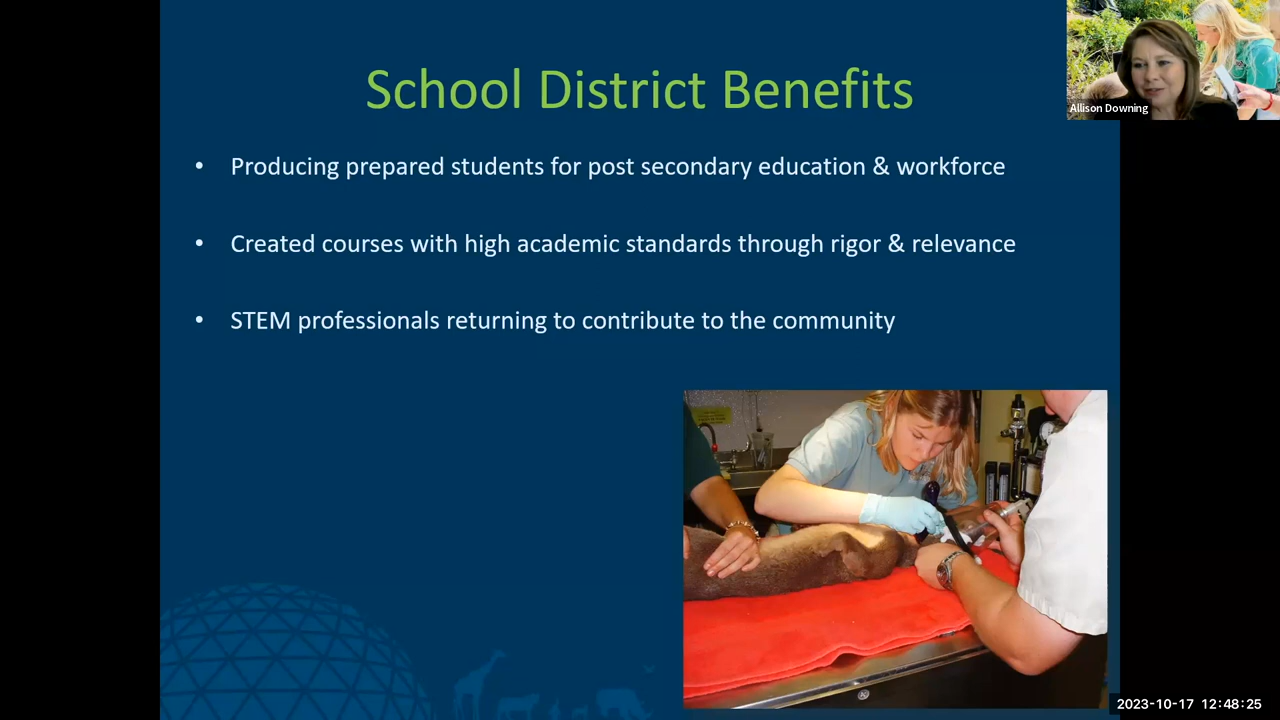 School District Benefits
Allison Downing
• Producing prepared students for post secondary education & workforce
• Created courses with high academic standards through rigor & relevance
• STEM professionals returning to contribute to the community
2023-10-17 12:48:25